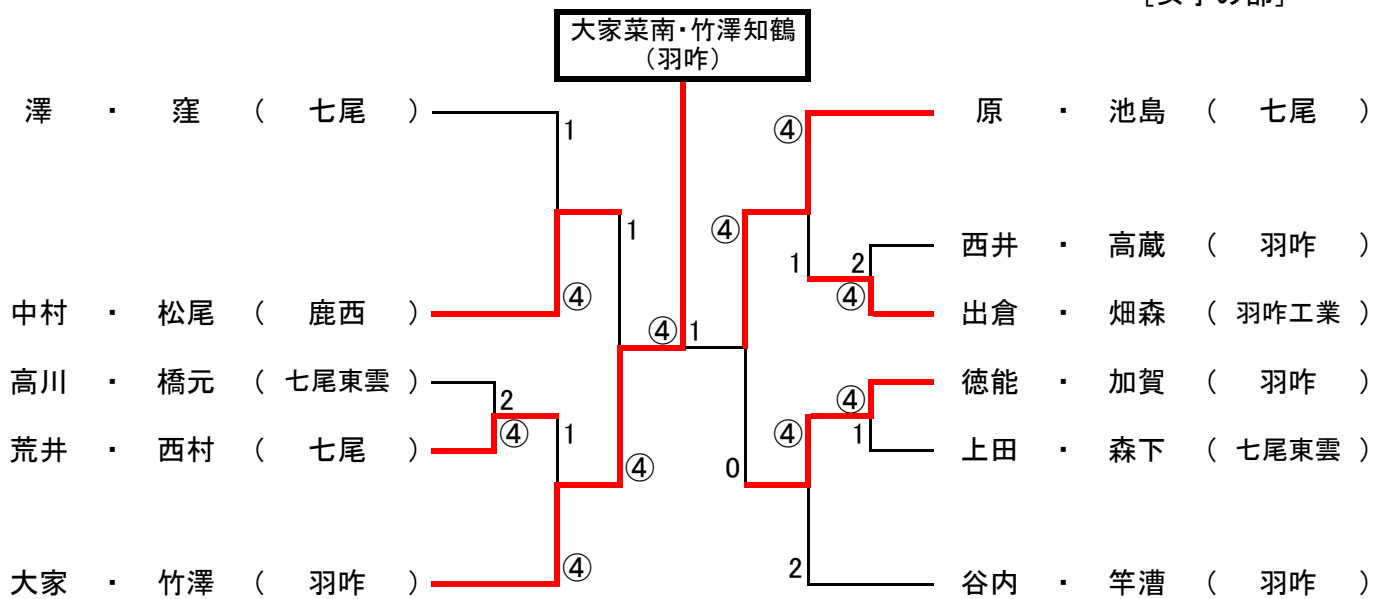 大家菜南・竹澤知鶴
（羽咋）
澤 ・ 窪 （ 七尾 ）
1
④
原 ・ 池島 （ 七尾 ）
1
④
西井 ・ 高蔵 （ 羽咋 ）
1
2
中村 ・ 松尾 （ 鹿西 ）
④
④
出倉 ・ 畑森 （ 羽咋工業 ）
④
1
高川 ・ 橋元 （ 七尾東雲 ）
2
④
徳能 ・ 加賀 （ 羽咋 ）
荒井 ・ 西村 （ 七尾 ）
④
1
④
1
上田 ・ 森下 （ 七尾東雲 ）
④
0
大家 ・ 竹澤 （ 羽咋 ）
④
2
谷内 ・ 竿漕 （ 羽咋 ）